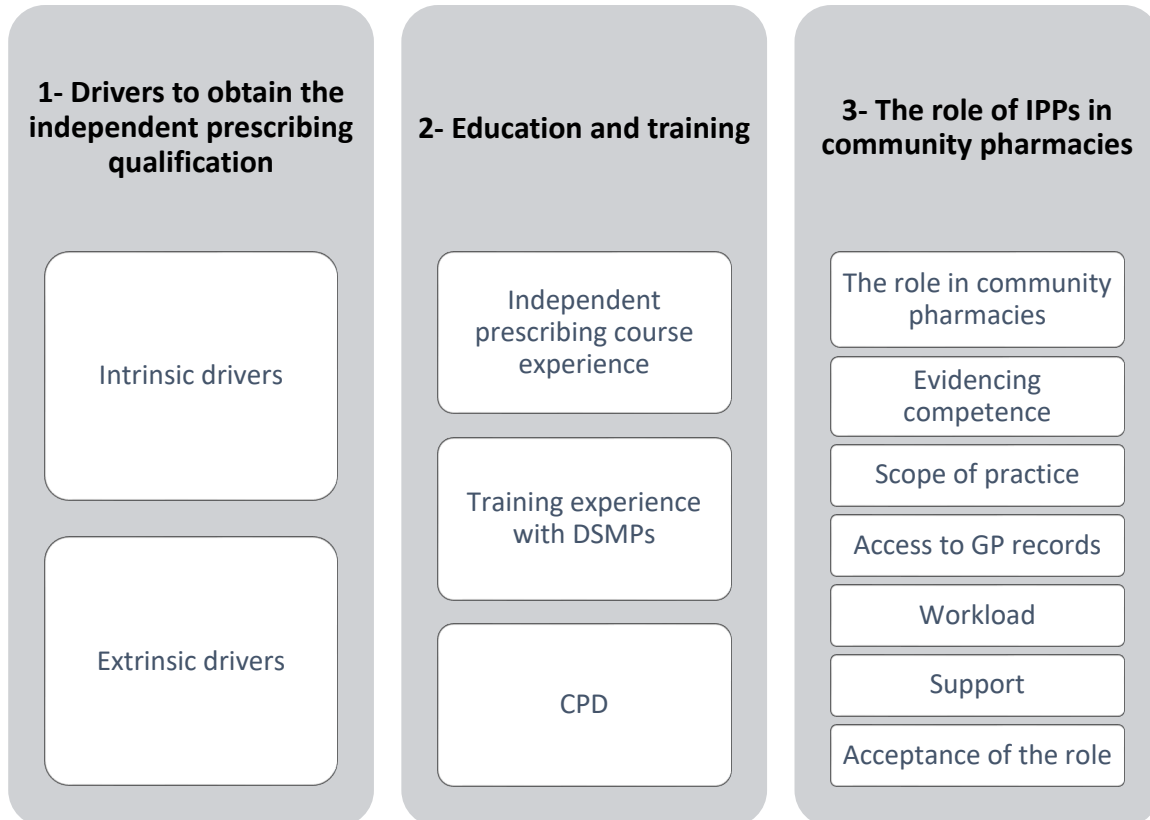 1- Drivers to obtain the
independent prescribing
qualification
Intrinsic drivers
Extrinsic drivers
2- Education and training
Independent
prescribing course
experience
Training experience
with DSMPs
CPD
3- The role of IPPs in
community pharmacies
The role in community
pharmacies
Evidencing
competence
Scope of practice
Access to GP records
Workload
Support
Acceptance of the role